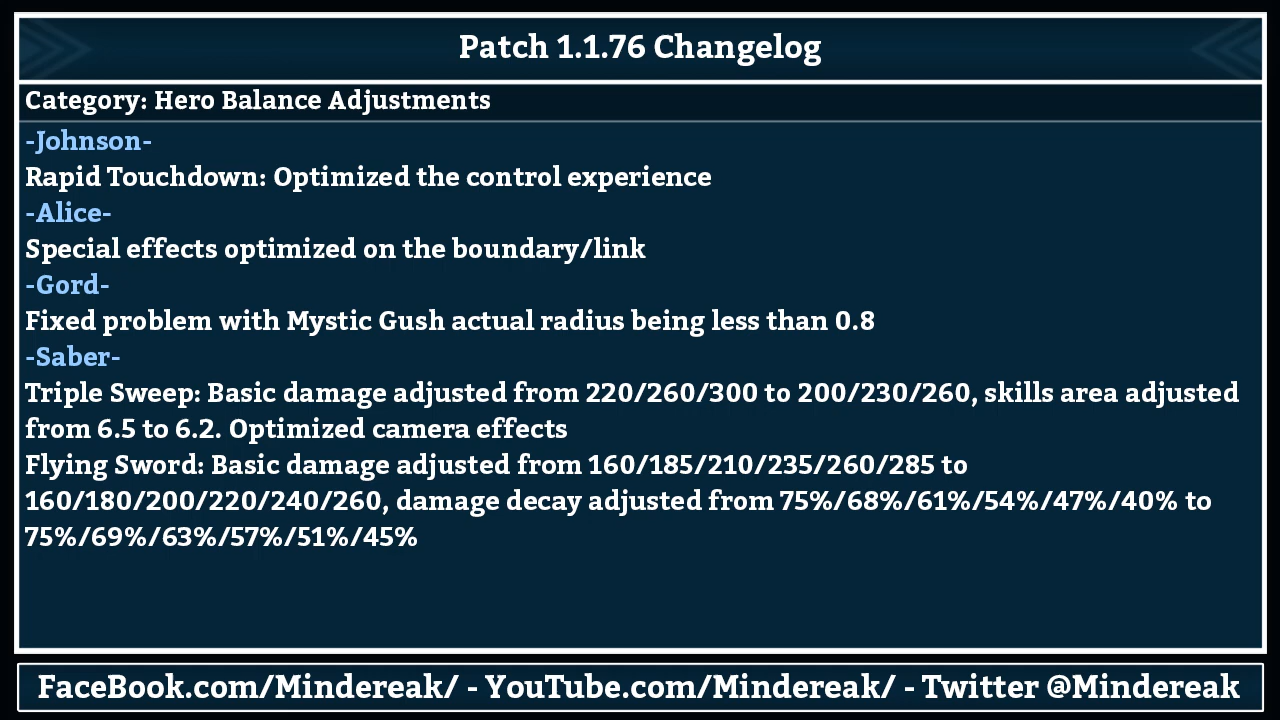 Patch 1.1.76 Changelog
Category: Hero Balance Adjustments
-Johnson-
Rapid Touchdown: Optimized the control experience
-Alice-
Special effects optimized on the boundary/link
-Gord-
Fixed problem with Mystic Gush actual radius being less than 0.8
-Saber-
Triple Sweep: Basic damage adjusted from 220/260/300 to 200/230/260, skills area adjusted
from 6.5 to 6.2. Optimized camera effects
Flying Sword: Basic damage adjusted from 160/185/210/235/260/285 to
160/180/200/220/240/260, damage decay adjusted from 75%/68%/61%/54%/47%/40% to
75%/69%/63%/57%/51%/45%
FaceBook.com/Mindereak/ - YouTube.com/Mindereak/ - Twitter @Mindereak